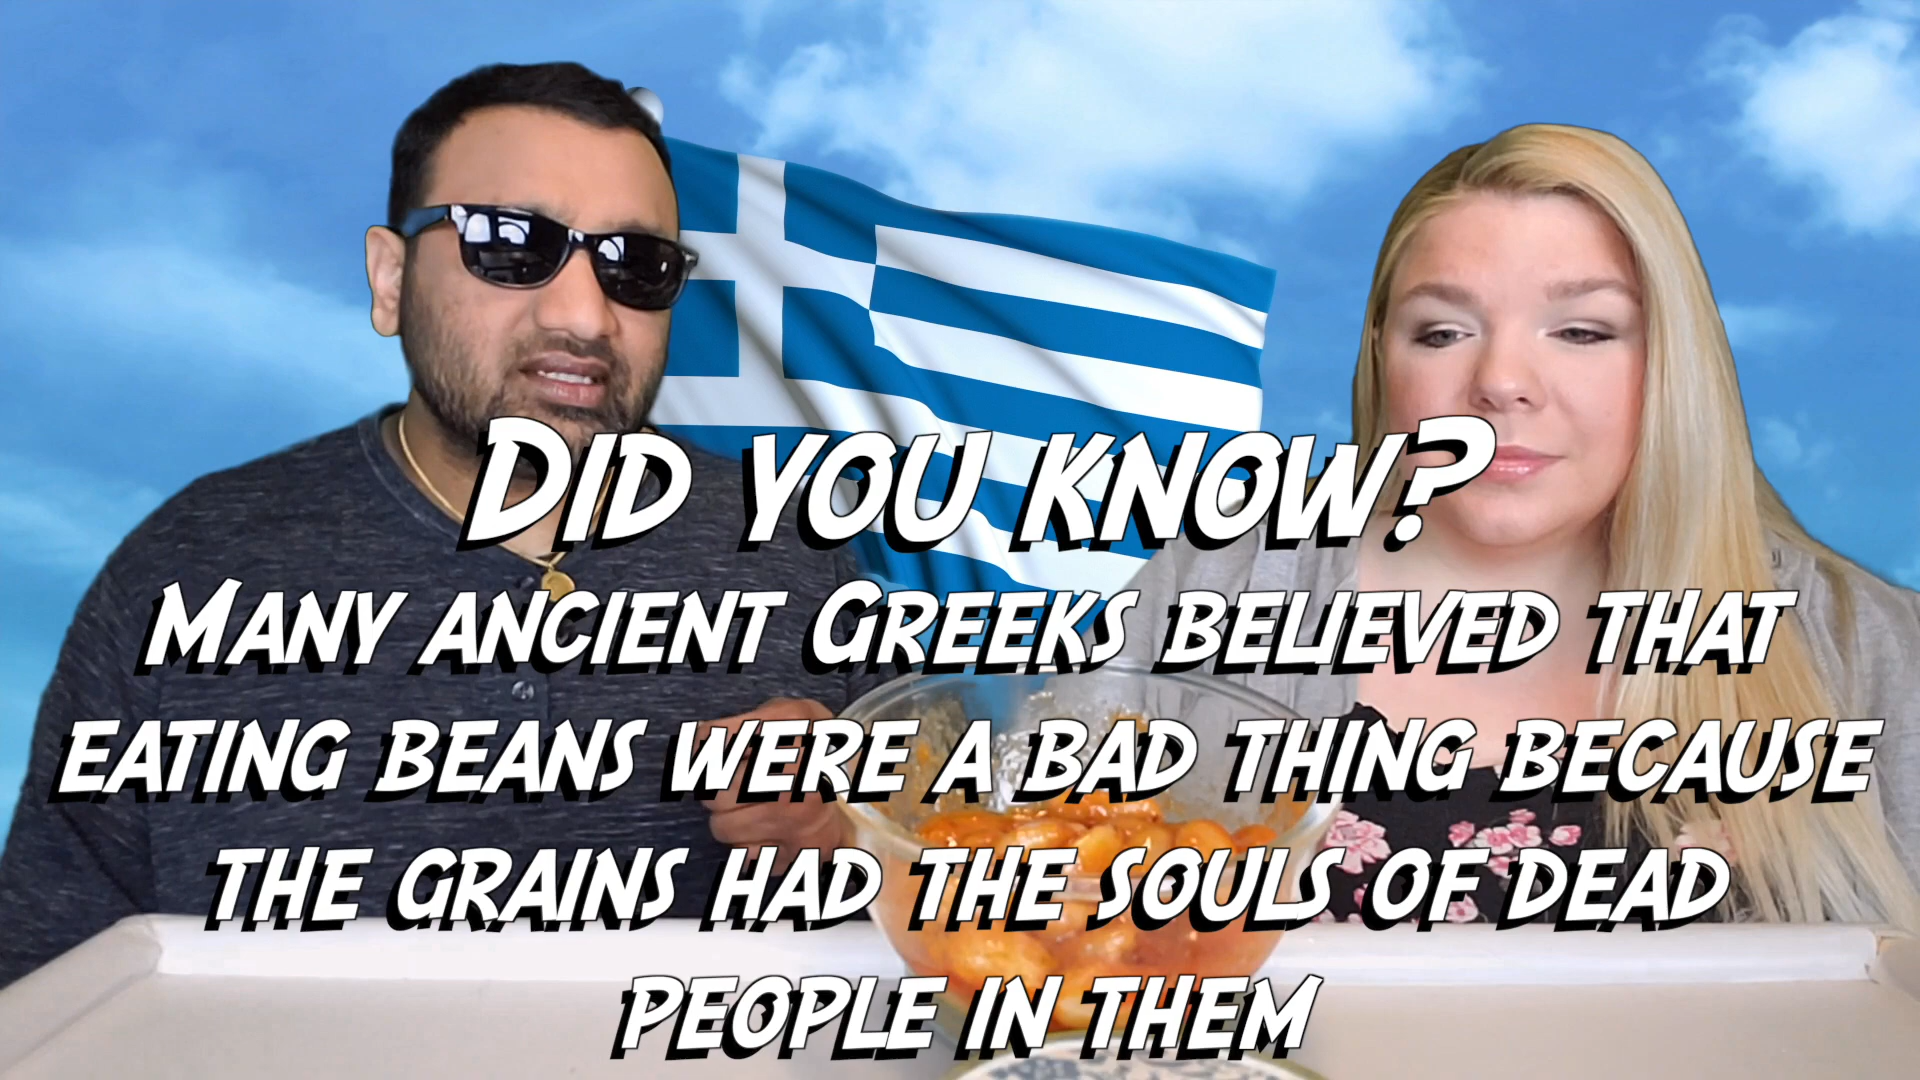 Did you know?
Many ancient Greeks believed that
eating beans were a bad thing because
the grains had the souls of dead
people in them